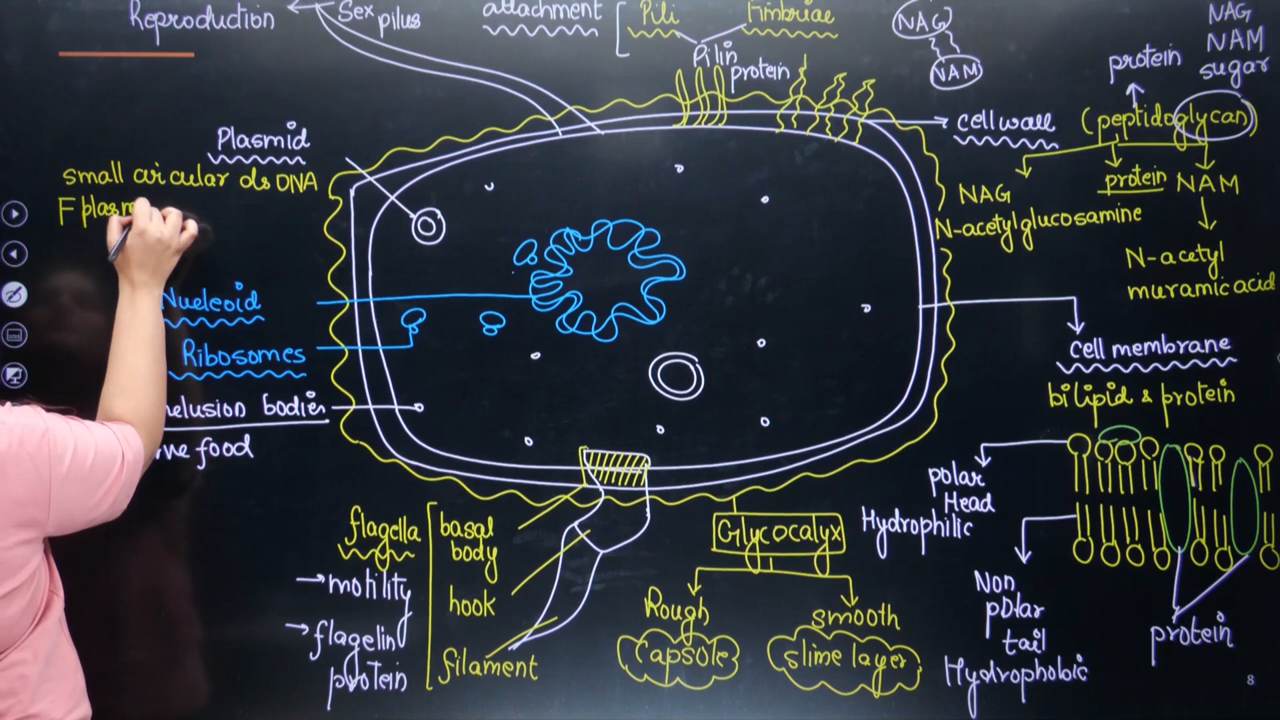 Reproduction
Sex pilus
attachment
Pili
Fimbriae
Pilin
protein
NAG
NAM
NAG
NAM
sugar
protein
cell wall
(peptidoglycan)
NAG
N-acetylglucosamine
protein
NAM
N-acetyl
muramic acid
Plasmid
small circular ds DNA
F
Nucleoid
Ribosomes
bodies
food
cell membrane
bilipid & protein
polar
Head
Hydrophilic
Non
polar
tail
Hydrophobic
protein
flagella
→ motility
→ flagelin
protein
basal
body
hook
filament
Glycocalyx
Rough
Capsole
smooth
slime layer
8